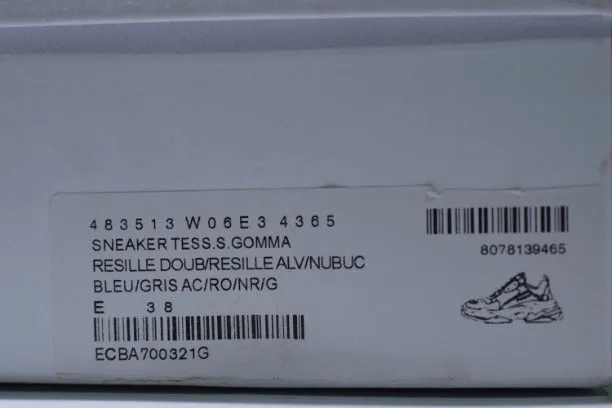 483513 W06E3 4365
SNEAKER TESS.S.GOMMA
RESILLE DOUB/RESILLE ALV/NUBUC
BLEU/GRIS AC/RO/NR/G
E 38
ECBA700321G
8078139465